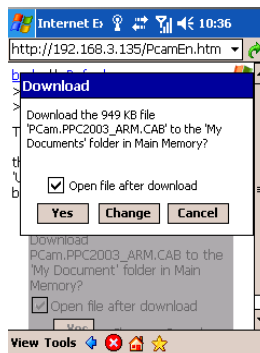 Internet Ex 10:36
http://192.168.3.135/PcamEn.htm
Download
Download the 949 KB file
'PCam.PPC2003_ARM.CAB' to the 'My
Documents' folder in Main Memory?
Open file after download
Yes Change Cancel
Download
PCam.PPC2003_ARM.CAB to the
'My Document' folder in Main
Memory?
Open file after download
Yes
View Tools